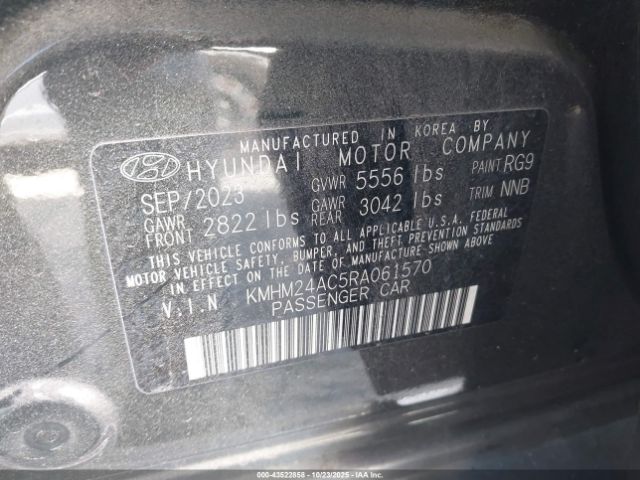 MANUFACTURED IN KOREA BY
HYUNDAI MOTOR COMPANY
SEP/2023 GVWR 5556 lbs PAINT RG9
GAWR FRONT 2822 lbs GAWR REAR 3042 lbs TRIM NNB
THIS VEHICLE CONFORMS TO ALL APPLICABLE U.S.A. FEDERAL
MOTOR VEHICLE SAFETY, BUMPER, AND THEFT PREVENTION STANDARDS
IN EFFECT ON THE DATE OF MANUFACTURE SHOWN ABOVE.
V.I.N KMHM24AC5RA061570
PASSENGER CAR
000-43522858 | 10/23/2025 | IAAI.COM